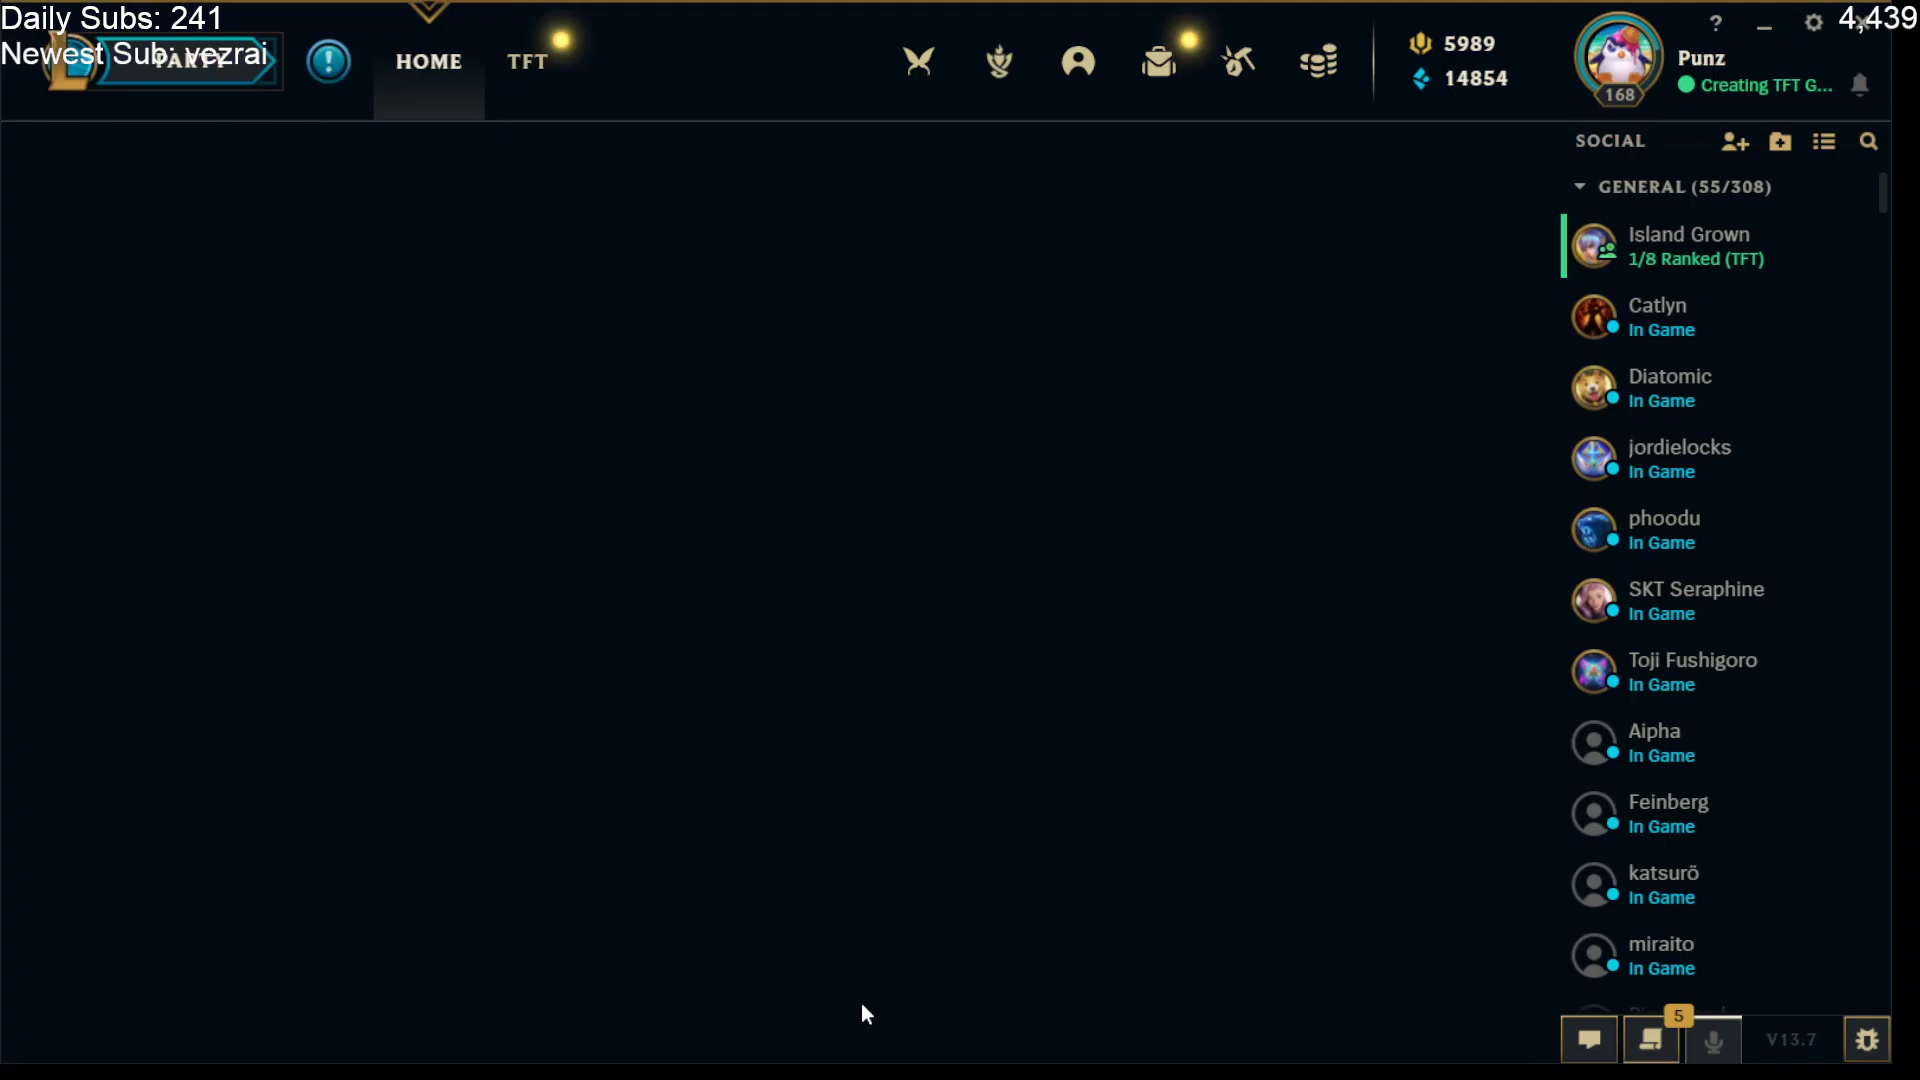 Daily Subs: 241
4,439
Newest Sub: vezrai
PARTY
HOME
TFT
5989
14854
168
Punz
Creating TFT G...
SOCIAL
GENERAL (55/308)
Island Grown
1/8 Ranked (TFT)
Catlyn
In Game
Diatomic
In Game
jordielocks
In Game
phoodu
In Game
SKT Seraphine
In Game
Toji Fushigoro
In Game
Aipha
In Game
Feinberg
In Game
katsurö
In Game
miraito
In Game
5
V13.7